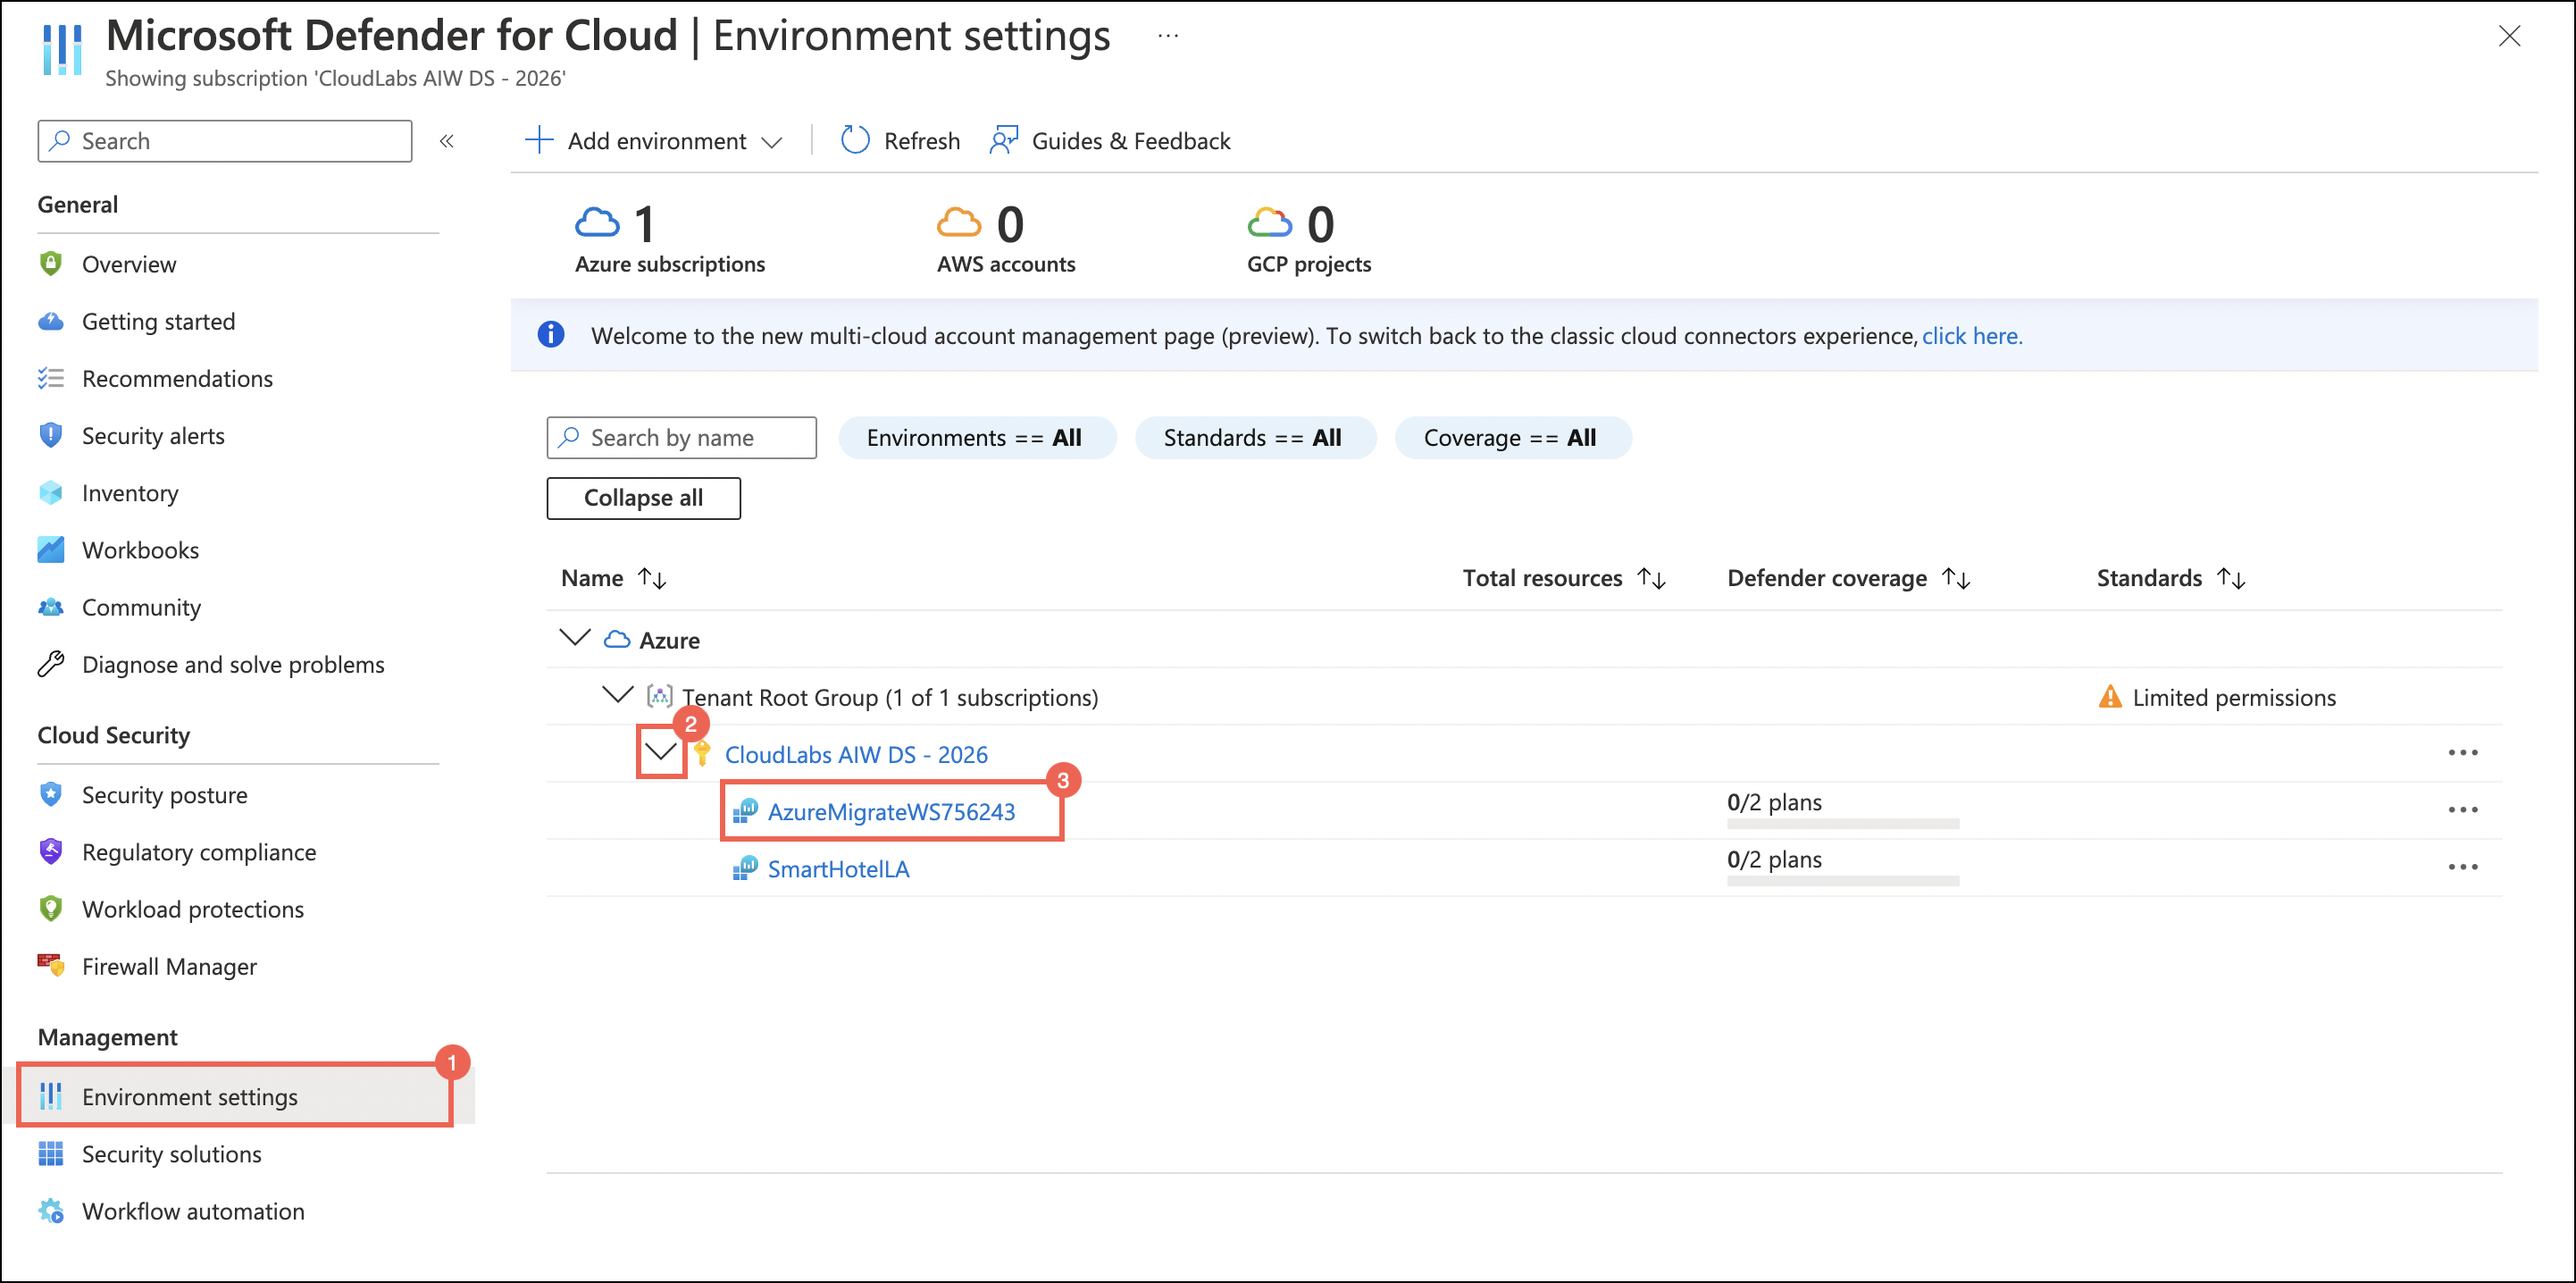 Microsoft Defender for Cloud | Environment settings ...
Showing subscription 'CloudLabs AIW DS - 2026'
Search
«
General
Overview
Getting started
Recommendations
Security alerts
Inventory
Workbooks
Community
Diagnose and solve problems
Cloud Security
Security posture
Regulatory compliance
Workload protections
Firewall Manager
Management
1
Environment settings
Security solutions
Workflow automation
Add environment
Refresh
Guides & Feedback
1
Azure subscriptions
0
AWS accounts
0
GCP projects
Welcome to the new multi-cloud account management page (preview). To switch back to the classic cloud connectors experience, click here.
Search by name
Environments == All
Standards == All
Coverage == All
Collapse all
Name ↑↓ Total resources ↑↓ Defender coverage ↑↓ Standards ↑↓
Azure
Tenant Root Group (1 of 1 subscriptions) Limited permissions
2
CloudLabs AIW DS - 2026 ...
3
AzureMigrateWS756243 0/2 plans ...
SmartHotelLA 0/2 plans ...